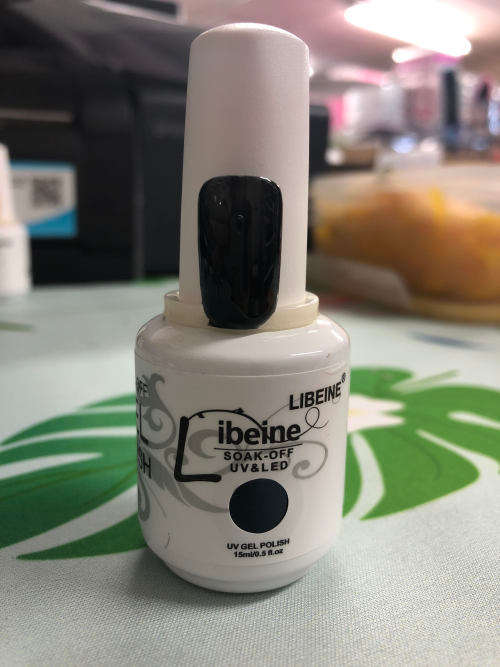 LIBEINE®
Libeine
SOAK-OFF
UV&LED
UV GEL POLISH
15ml/0.5 fl.oz